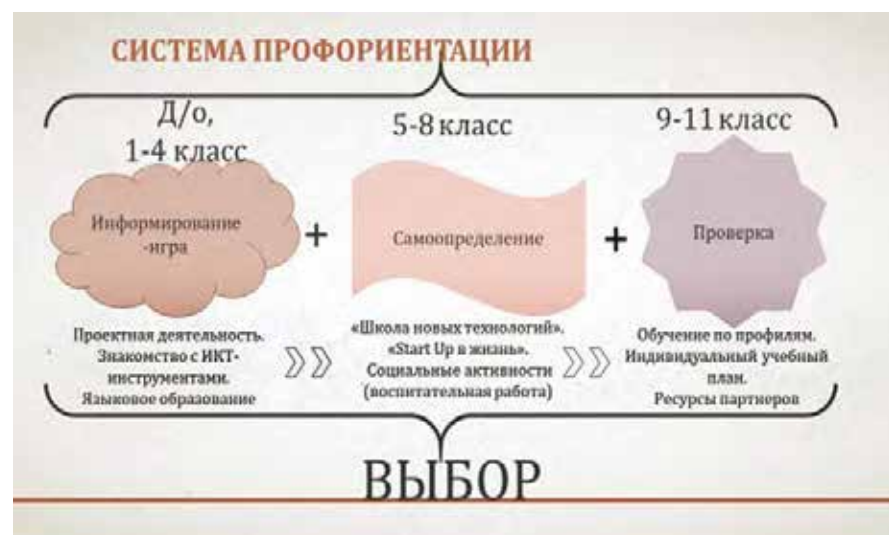 СИСТЕМА ПРОФОРИЕНТАЦИИ
Д/о,
1-4 класс
Информирование
-игра
Проектная деятельность.
Знакомство с ИКТ-
инструментами.
Языковое образование
+
5-8 класс
Самоопределение
«Школа новых технологий».
«Start Up в жизнь».
Социальные активности
(воспитательная работа)
+
9-11 класс
Проверка
Обучение по профилям.
Индивидуальный учебный
план.
Ресурсы партнеров
ВЫБОР